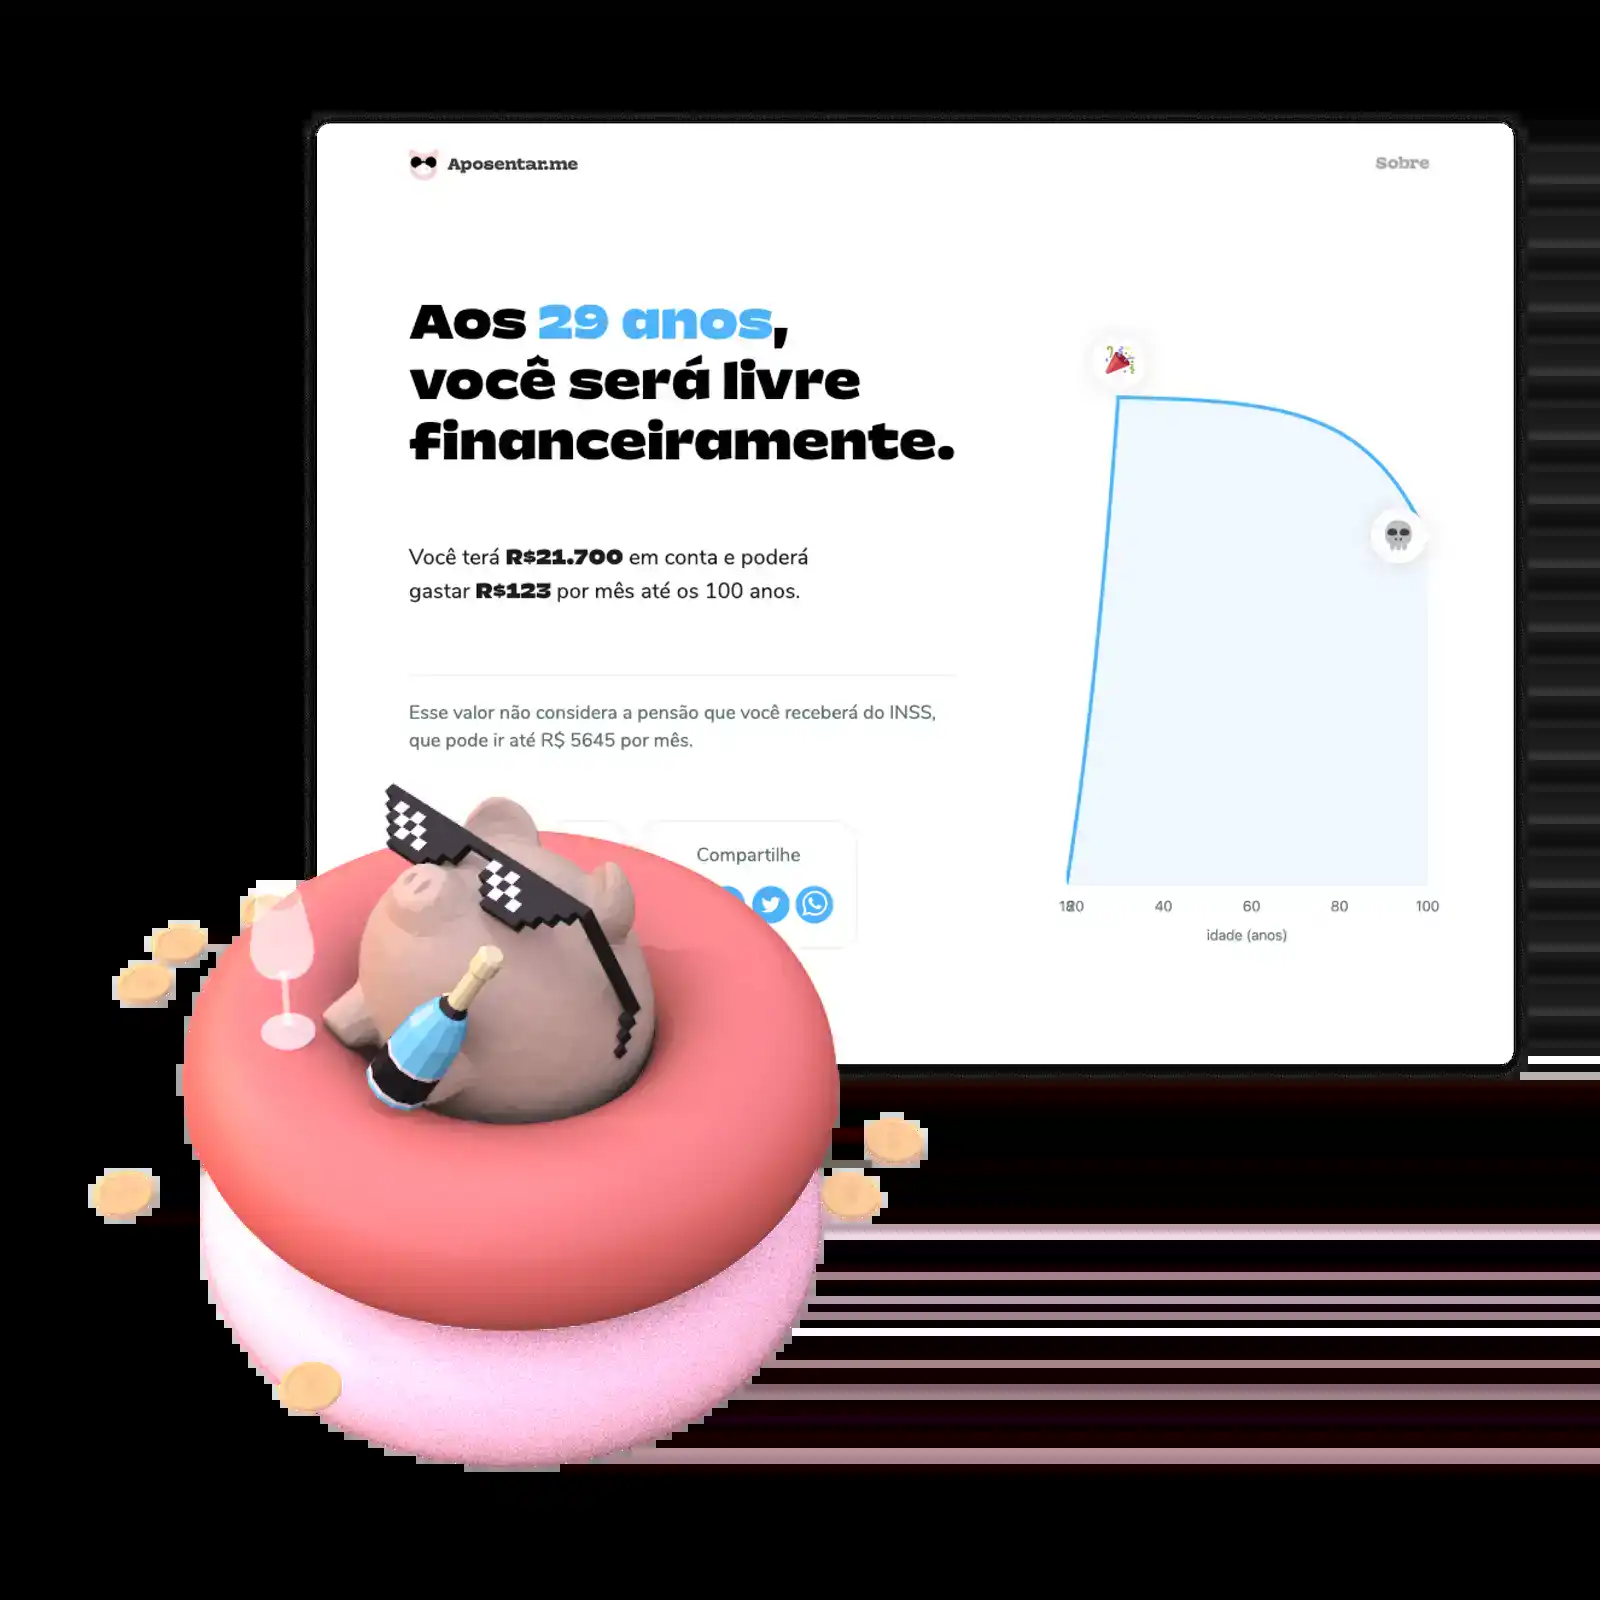 Aposentar.me
Sobre
Aos 29 anos,
você será livre
financeiramente.
Você terá R$21.700 em conta e poderá
gastar R$123 por mês até os 100 anos.
Esse valor não considera a pensão que você receberá do INSS,
que pode ir até R$ 5645 por mês.
Compartilhe
40 60 80 100
idade (anos)